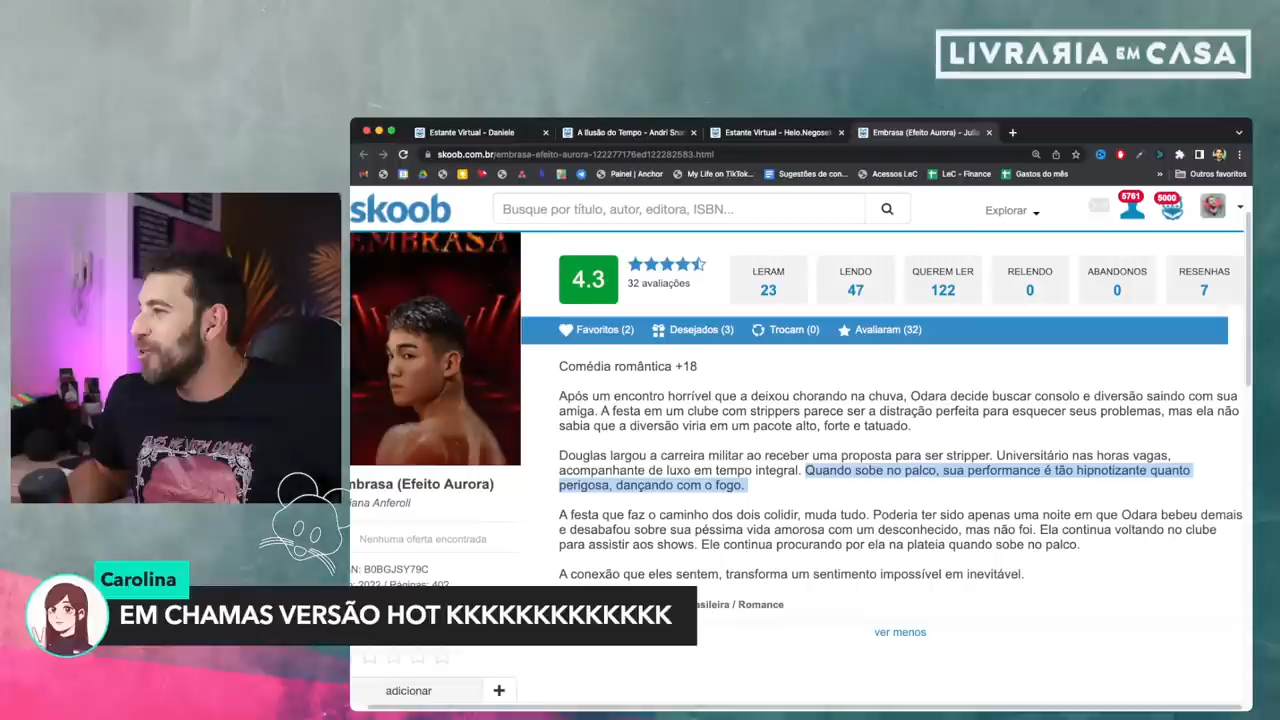 LIVRARIA EM CASA
Estante Virtual - Daniele
A Ilusão do Tempo - Andri Snær
Estante Virtual - Helo.Negosek
Embrasa (Efeito Aurora) - Julia
skoob.com.br/embrasa-efeito-aurora-122277176ed122282583.html
Painel | Anchor
My Life on TikTok...
Sugestões de con...
Acessos LeC
LeC - Finance
Gastos do mês
Outros favoritos
skoob
Busque por título, autor, editora, ISBN...
Explorar
5761
5000
EMBRASA
4.3
32 avaliações
LERAM
23
LENDO
47
QUEREM LER
122
RELENDO
0
ABANDONOS
0
RESENHAS
7
Favoritos (2)
Desejados (3)
Trocam (0)
Avaliaram (32)
Comédia romântica +18
Após um encontro horrível que a deixou chorando na chuva, Odara decide buscar consolo e diversão saindo com sua
amiga. A festa em um clube com strippers parece ser a distração perfeita para esquecer seus problemas, mas ela não
sabia que a diversão viria em um pacote alto, forte e tatuado.
Douglas largou a carreira militar ao receber uma proposta para ser stripper. Universitário nas horas vagas,
acompanhante de luxo em tempo integral. Quando sobe no palco, sua performance é tão hipnotizante quanto
perigosa, dançando com o fogo.
A festa que faz o caminho dos dois colidir, muda tudo. Poderia ter sido apenas uma noite em que Odara bebeu demais
e desabafou sobre sua péssima vida amorosa com um desconhecido, mas não foi. Ela continua voltando no clube
para assistir aos shows. Ele continua procurando por ela na plateia quando sobe no palco.
A conexão que eles sentem, transforma um sentimento impossível em inevitável.
asileira / Romance
ver menos
mbrasa (Efeito Aurora)
iana Anferoli
Nenhuma oferta encontrada
N: B0BGJSY79C
o: 2022 / Páginas: 402
adicionar
+
Carolina
EM CHAMAS VERSÃO HOT KKKKKKKKKKKKK